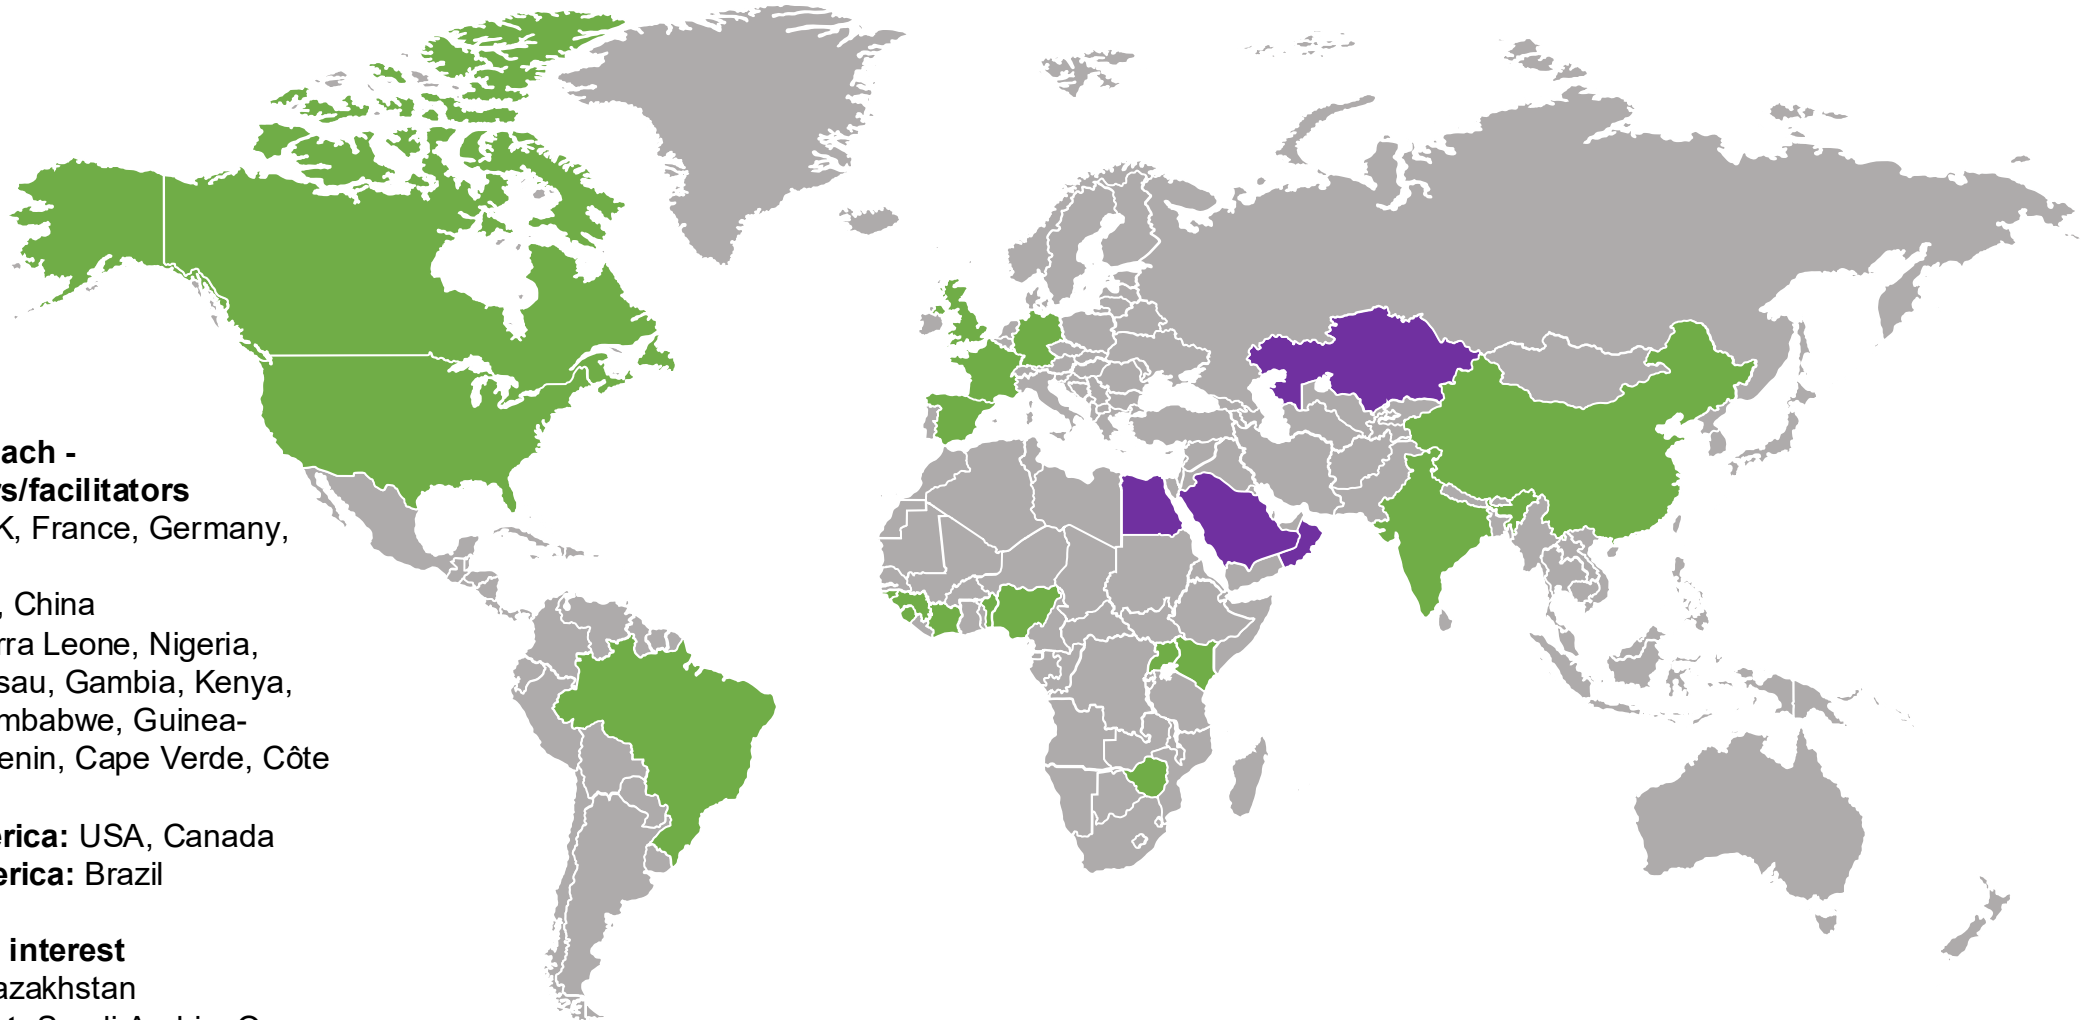 ach -
s/facilitators
K, France, Germany,
, China
rra Leone, Nigeria,
sau, Gambia, Kenya,
mbabwe, Guinea-
enin, Cape Verde, Côte
erica: USA, Canada
erica: Brazil
interest
azakhstan